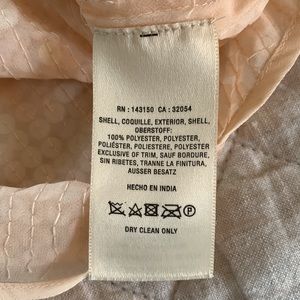 RN : 143150 CA : 32054
SHELL, COQUILLE, EXTERIOR, SHELL,
OBERSTOFF:
100% POLYESTER, POLYESTER,
POLIÉSTER, POLIESTERE, POLYESTER
EXCLUSIVE OF TRIM, SAUF BORDURE,
SIN RIBETES, TRANNE LA FINITURA,
AUSSER BESATZ
HECHO EN INDIA
P
DRY CLEAN ONLY